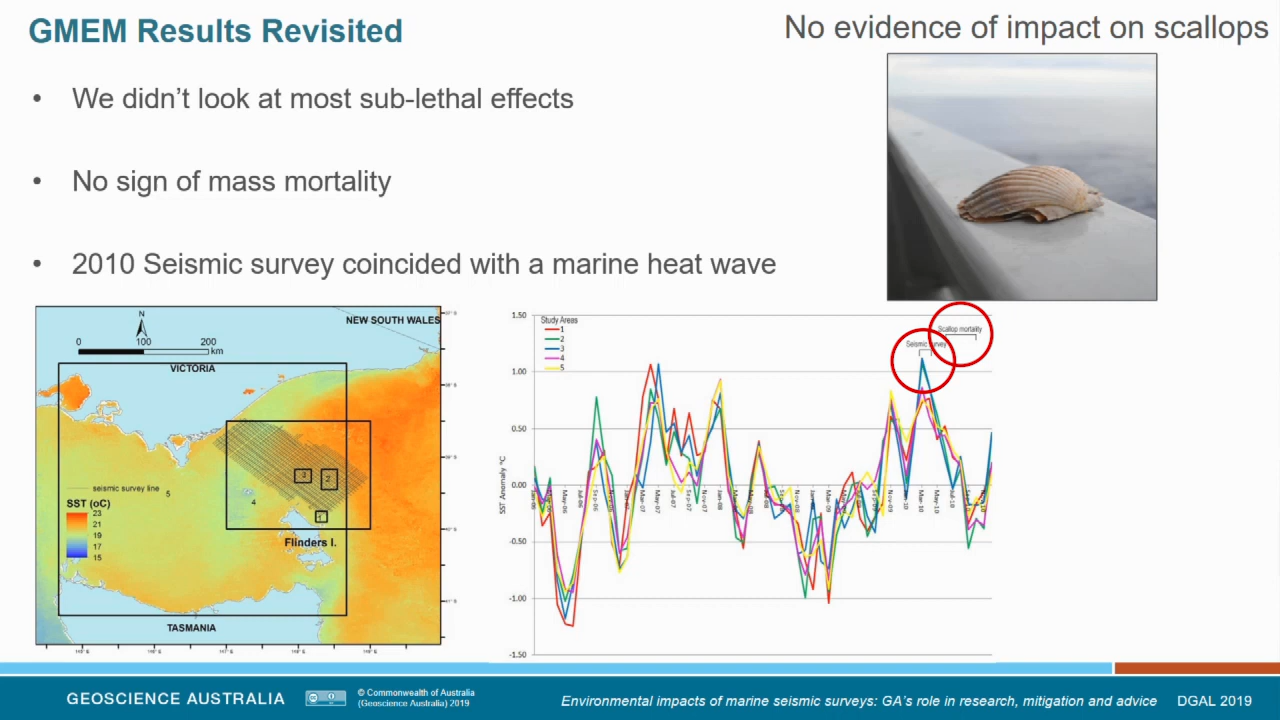 GMEM Results Revisited
No evidence of impact on scallops
• We didn’t look at most sub-lethal effects
• No sign of mass mortality
• 2010 Seismic survey coincided with a marine heat wave
N
0 100 200
km
NEW SOUTH WALES
VICTORIA
3
2
seismic survey line
5
4
1
SST (oC)
23
21
19
17
15
Flinders I.
TASMANIA
Study Areas
1
2
3
4
5
Scallop mortality
Seismic survey
1.50
1.00
0.50
0.00
-0.50
-1.00
-1.50
SST Anomaly °C
GEOSCIENCE AUSTRALIA
© Commonwealth of Australia
(Geoscience Australia) 2019
Environmental impacts of marine seismic surveys: GA’s role in research, mitigation and advice
DGAL 2019